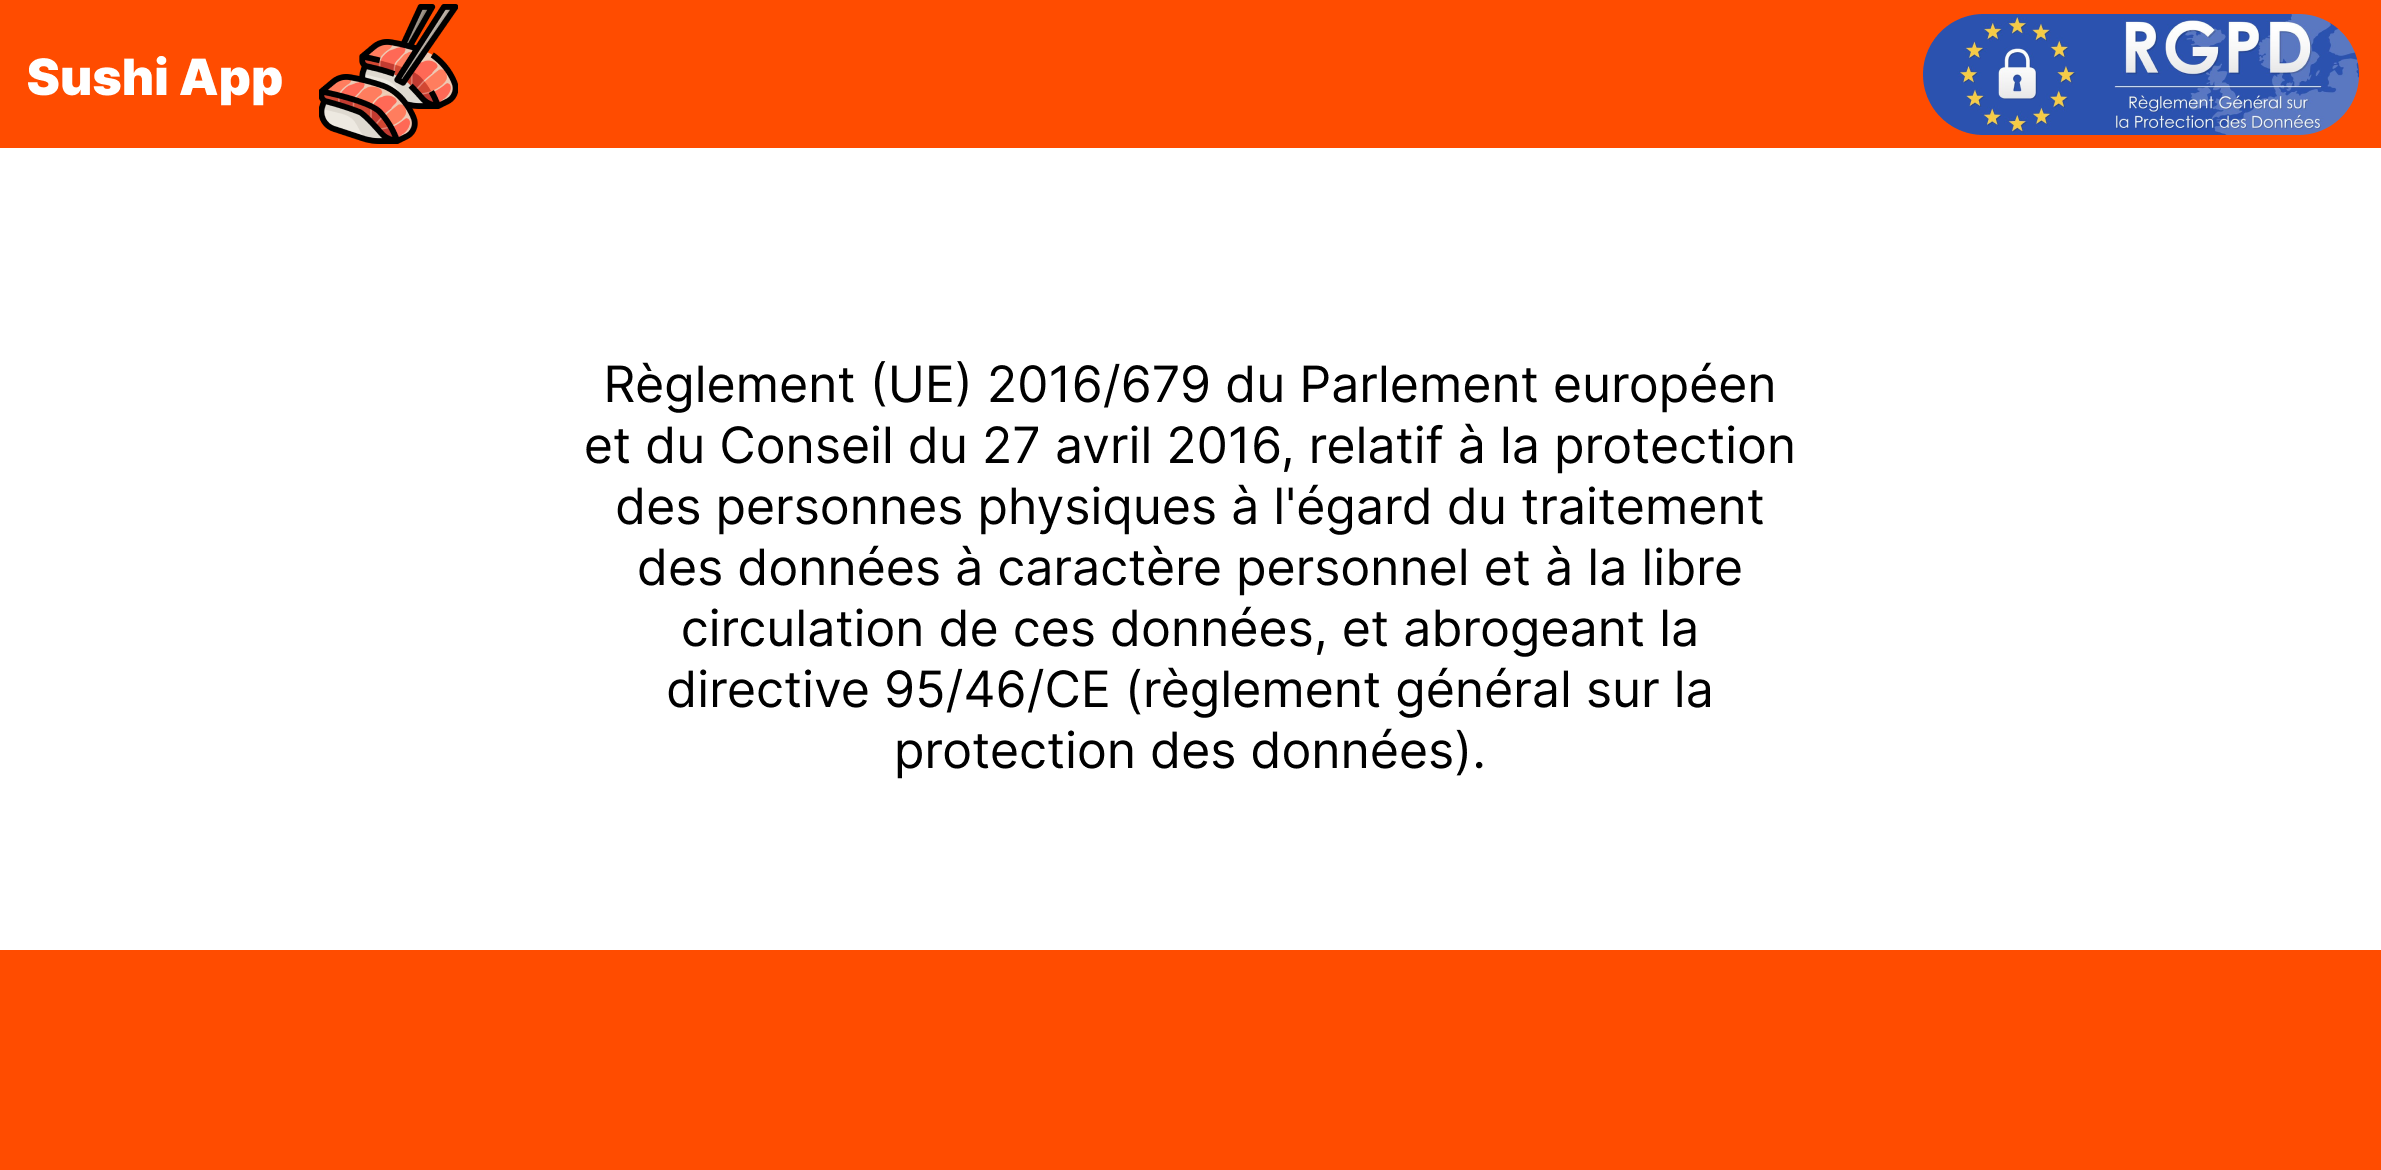 Sushi App
RGPD
Règlement Général sur
la Protection des Données
Règlement (UE) 2016/679 du Parlement européen
et du Conseil du 27 avril 2016, relatif à la protection
des personnes physiques à l'égard du traitement
des données à caractère personnel et à la libre
circulation de ces données, et abrogeant la
directive 95/46/CE (règlement général sur la
protection des données).